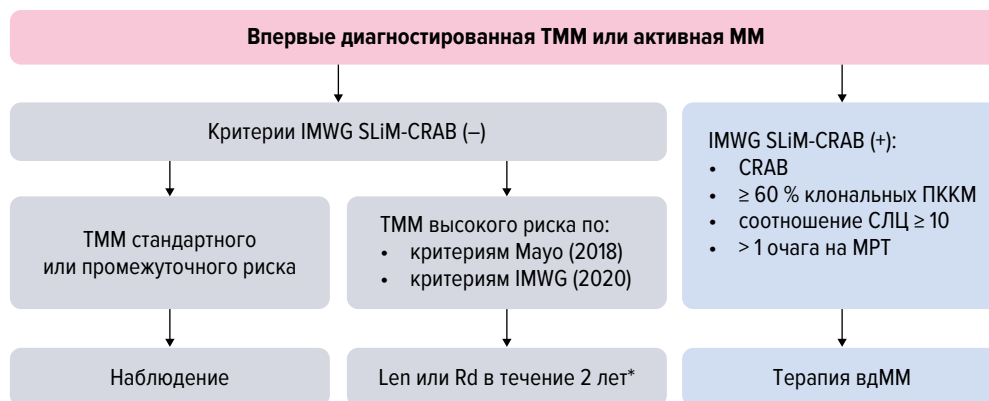 Впервые диагностированная ТММ или активная ММ
Критерии IMWG SLiM-CRAB (–)
ТММ стандартного
или промежуточного риска
Наблюдение
ТММ высокого риска по:
• критериям Mayo (2018)
• критериям IMWG (2020)
Len или Rd в течение 2 лет*
IMWG SLiM-CRAB (+):
• CRAB
• ≥ 60 % клональных ПККМ
• соотношение СЛЦ ≥ 10
• > 1 очага на МРТ
Терапия вдММ